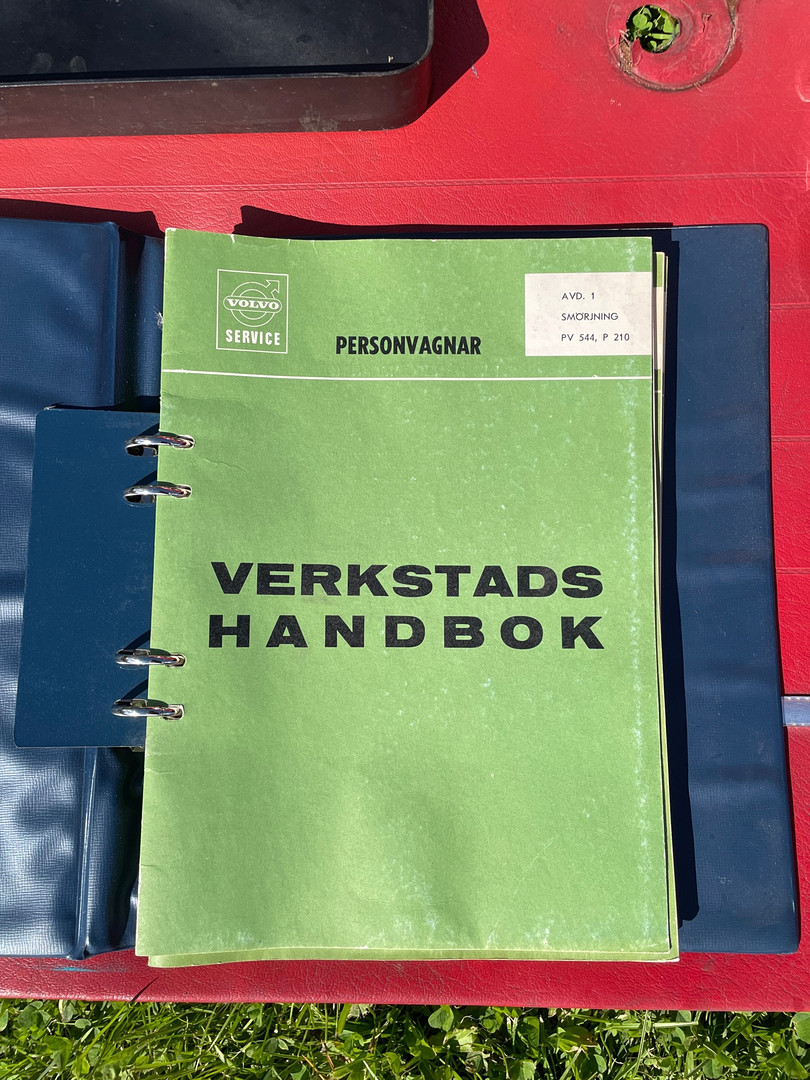 VOLVO
SERVICE
PERSONVAGNAR
AVD. 1
SMÖRJNING
PV 544, P 210
VERKSTADS
HANDBOK